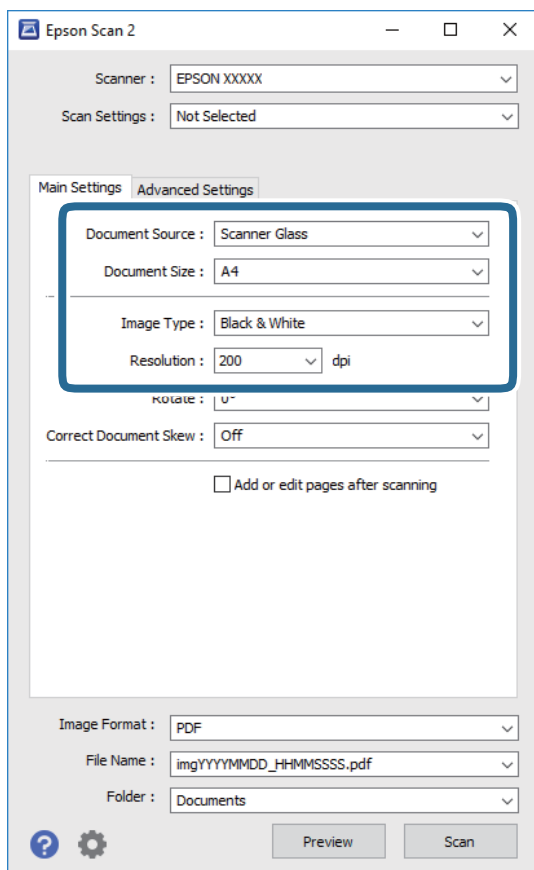 Epson Scan 2
Scanner : EPSON XXXXX
Scan Settings : Not Selected
Main Settings Advanced Settings
Document Source : Scanner Glass
Document Size : A4
Image Type : Black & White
Resolution : 200 dpi
Rotate : 0°
Correct Document Skew : Off
Add or edit pages after scanning
Image Format : PDF
File Name : imgYYYYMMDD_HHMMSSSS.pdf
Folder : Documents
? Preview Scan